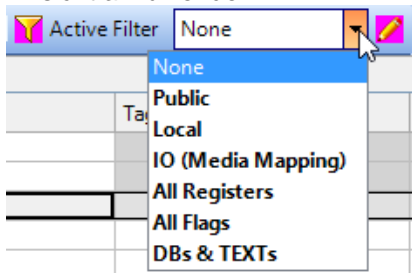 Active Filter None
None
Public
Local
IO (Media Mapping)
All Registers
All Flags
DBs & TEXTs